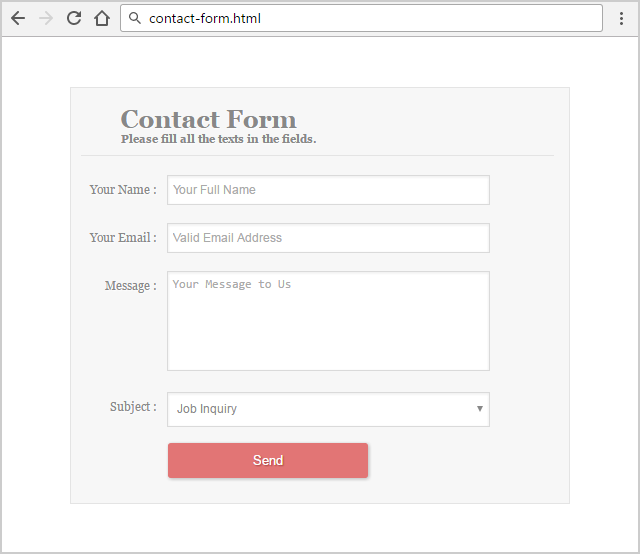 contact-form.html
Contact Form
Please fill all the texts in the fields.
Your Name :
Your Full Name
Your Email :
Valid Email Address
Message :
Your Message to Us
Subject :
Job Inquiry
Send